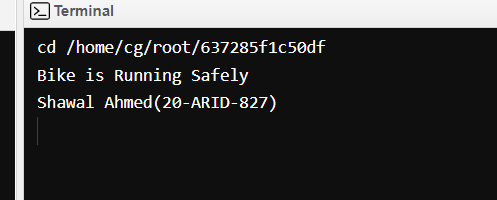 Terminal
cd /home/cg/root/637285f1c50df
Bike is Running Safely
Shawal Ahmed(20-ARID-827)